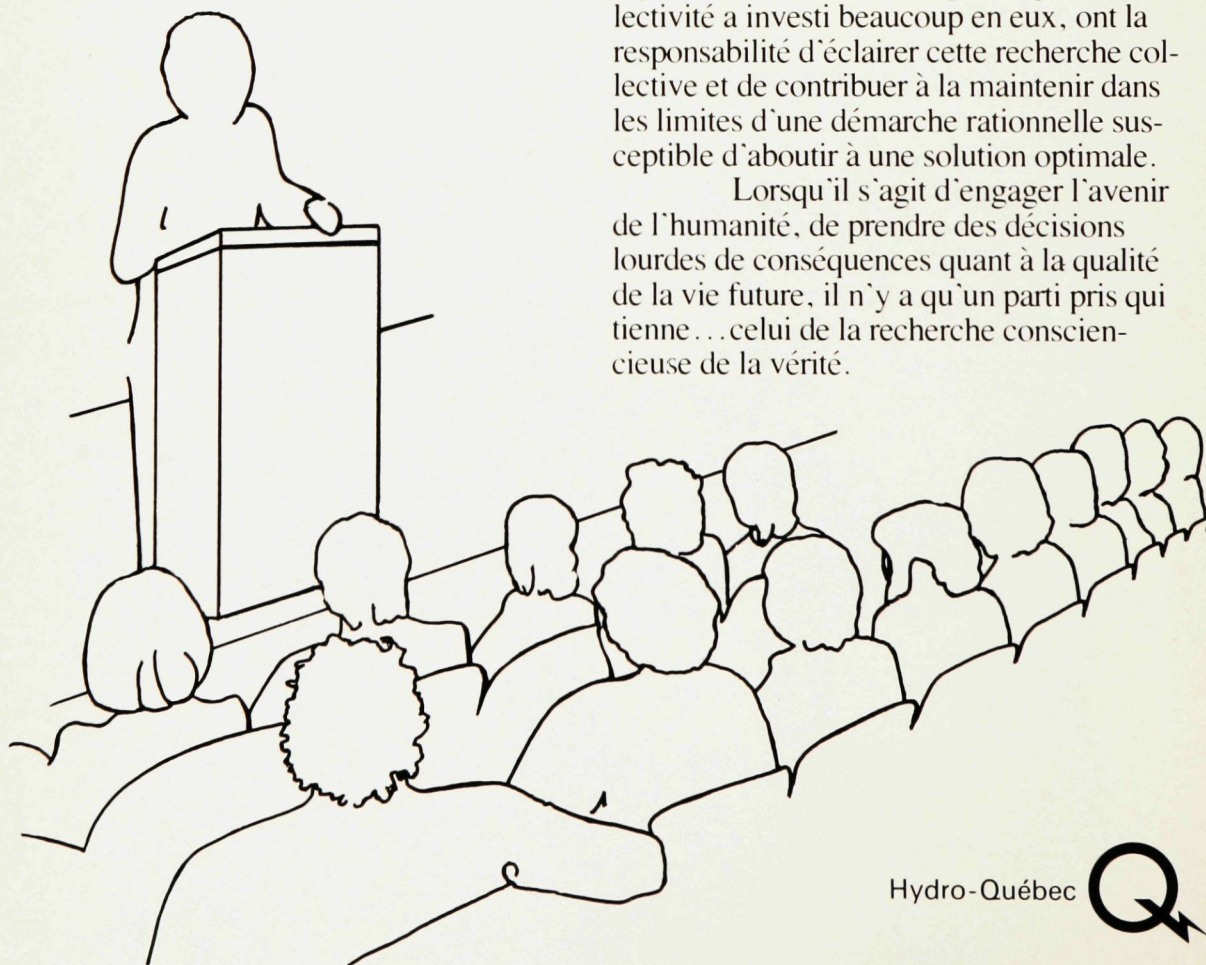 lectivité a investi beaucoup en eux, ont la
responsabilité d'éclairer cette recherche col-
lective et de contribuer à la maintenir dans
les limites d'une démarche rationnelle sus-
ceptible d'aboutir à une solution optimale.
Lorsqu'il s'agit d'engager l'avenir
de l'humanité, de prendre des décisions
lourdes de conséquences quant à la qualité
de la vie future, il n'y a qu'un parti pris qui
tienne...celui de la recherche conscien-
cieuse de la vérité.
Hydro-Québec